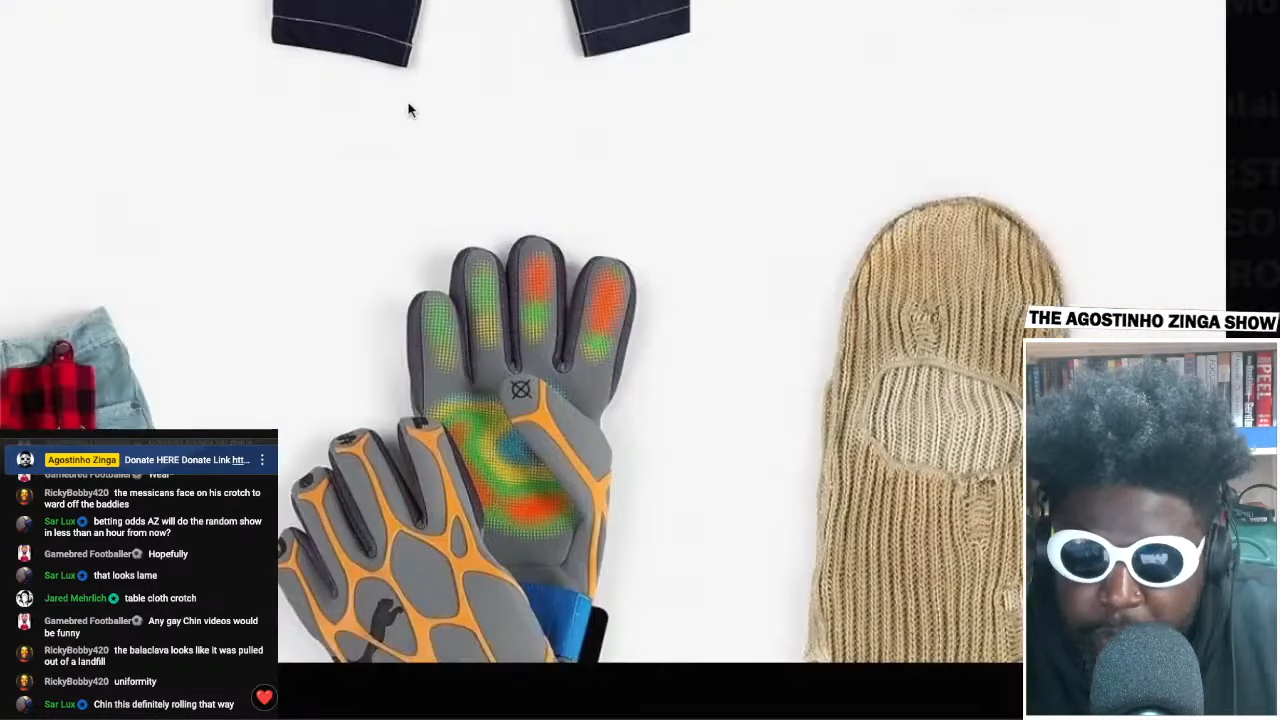 THE AGOSTINHO ZINGA SHOW
Agostinho Zinga Donate HERE Donate Link htt...
Gamebred Footballer Wear
RickyBobby420 the messicans face on his crotch to
ward off the baddies
Sar Lux betting odds AZ will do the random show
in less than an hour from now?
Gamebred Footballer Hopefully
Sar Lux that looks lame
Jared Mehrlich table cloth crotch
Gamebred Footballer Any gay Chin videos would
be funny
RickyBobby420 the balaclava looks like it was pulled
out of a landfill
RickyBobby420 uniformity
Sar Lux Chin this definitely rolling that way
PEEL